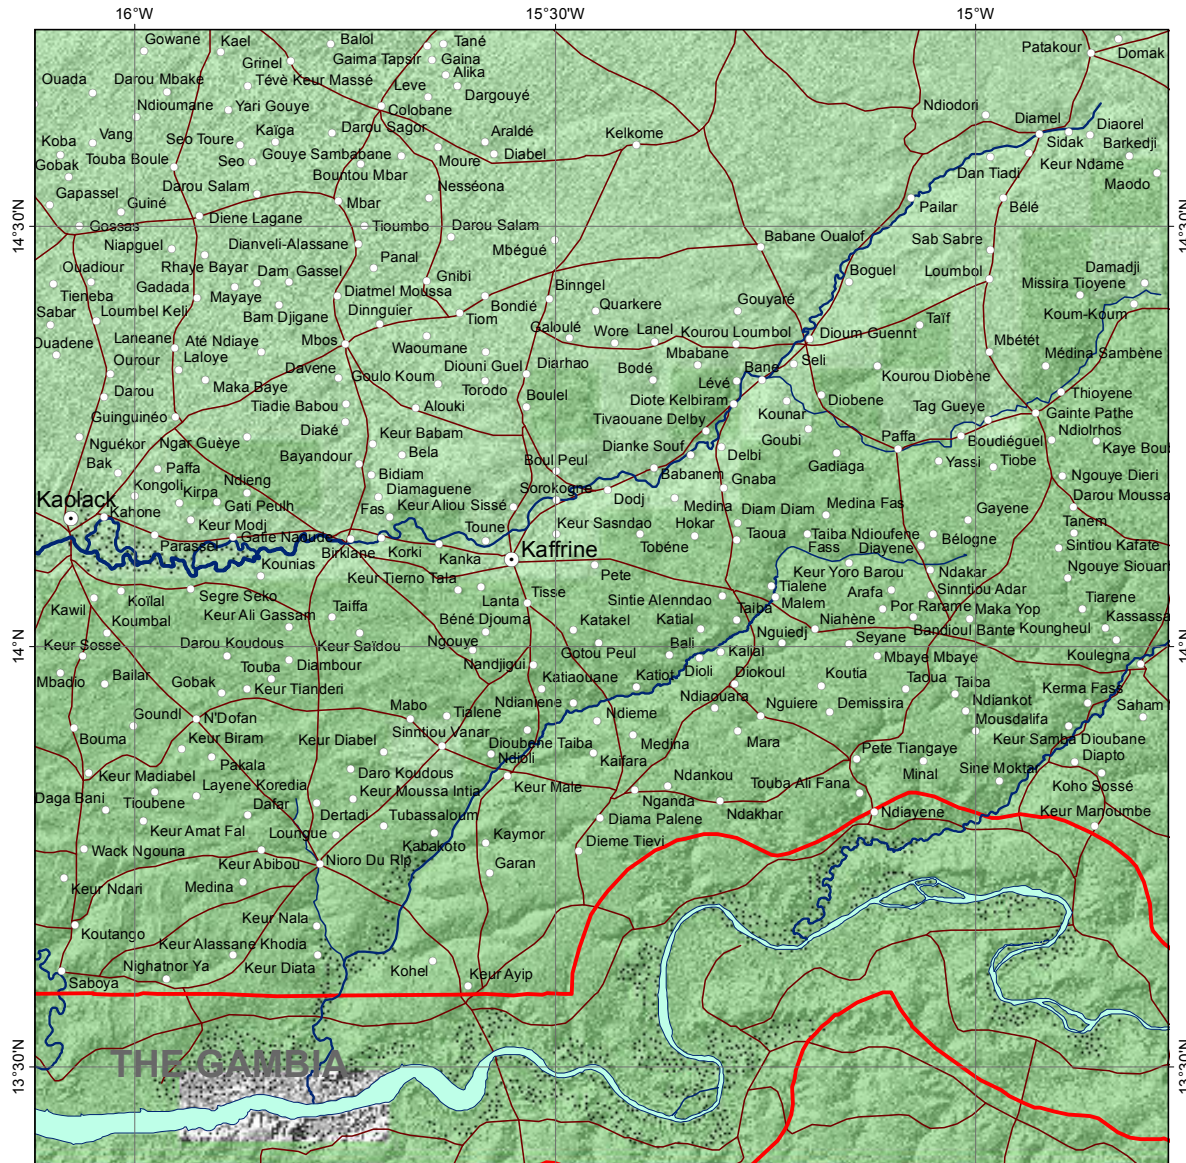 16°W
15°30'W
15°W
Gowane
Kael
Balol
Tané
Patakour
Domak
Grinel
Gaima Tapsir
Gaina
Ouada
Darou Mbake
Tévè Keur Massé
Leve
Alika
Dargouyé
Ndioumane
Yari Gouye
Colobane
Ndiodori
Diamel
Koba
Vang
Seo Toure
Kaïga
Darou Sagor
Araldé
Kelkome
Diaorel
Sidak
Barkedji
Gobak
Touba Boule
Seo
Gouye Sambabane
Moure
Diabel
Keur Ndame
Bountou Mbar
Dan Tiadi
Maodo
Gapassel
Darou Salam
Nesséona
Guiné
Mbar
Pailar
Bélé
14°30'N
Gossas
Diene Lagane
Tioumbo
Darou Salam
14°30'N
Niapguel
Dianveli-Alassane
Mbégué
Babane Oualof
Sab Sabre
Ouadiour
Rhaye Bayar
Dam Gassel
Panal
Gnibi
Boguel
Loumbol
Damadji
Tieneba
Gadada
Mayaye
Diatmel Moussa
Binngel
Missira Tioyene
Sabar
Loumbel Keli
Bam Djigane
Dinnguier
Bondié
Quarkere
Gouyaré
Koum-Koum
Tiom
Ouadene
Laneane
Até Ndiaye
Mbos
Galoulé
Wore
Lanel
Kourou Loumbol
Dioum Guennt
Taïf
Mbétét
Ourour
Laloye
Waoumane
Mbabane
Médina Sambène
Davene
Diouni Guel
Diarhao
Bodé
Bane
Seli
Goulo Koum
Kourou Diobène
Darou
Maka Baye
Torodo
Lévé
Thioyene
Tiadie Babou
Boulel
Diote Kelbiram
Diobene
Guinguinéo
Alouki
Kounar
Tag Gueye
Gainte Pathe
Tivaouane Delby
Diaké
Keur Babam
Goubi
Paffa
Ndiolrhos
Nguékor
Ngar Guèye
Dianke Souf
Boudiéguel
Kaye Bou
Bak
Paffa
Bayandour
Bela
Boul Peul
Delbi
Gadiaga
Yassi
Tiobe
Kongoli
Ndieng
Bidiam
Babanem
Gnaba
Ngouye Dieri
Kirpa
Diamaguene
Sorokogne
Kaolack
Kahone
Gati Peulh
Fas
Keur Aliou Sissé
Dodj
Medina
Diam Diam
Medina Fas
Darou Moussa
Keur Modj
Gayene
Tanem
Parassel
Gatie Nadude
Toune
Keur Sasndao
Hokar
Taoua
Taiba Ndioufene
Bélogne
Birkiane
Korki
Kanka
Kaffrine
Tobéne
Fass
Diayene
Sintiou Kafate
Kounias
Keur Tierno Tala
Pete
Keur Yoro Barou
Ndakar
Ngouye Siouar
Koïlal
Segre Seko
Tisse
Tialene
Arafa
Sinntiou Adar
Kawil
Taiffa
Lanta
Sintie Alenndao
Malem
Tiarene
Koumbal
Keur Ali Gassam
Béné Djouma
Katakel
Katial
Taiba
Niahène
Por Rarame
Maka Yop
Kassassa
14°N
Keur Sosse
Darou Koudous
Keur Saïdou
Ngouye
Gotou Peul
Bali
Kaljal
Nguiedj
Seyane
Bandioul Bante
Koungheul
14°N
Mbadio
Bailar
Touba
Diambour
Nandjigui
Mbaye Mbaye
Koulegna
Gobak
Keur Tianderi
Katiaouane
Katiot
Dioli
Diokoul
Koutia
Taoua
Taiba
Kerma Fass
Goundl
N'Dofan
Mabo
Tialene
Ndianlene
Ndieme
Ndiaouara
Nguiere
Demissira
Ndiankot
Saham
Bouma
Keur Biram
Keur Diabel
Sinntiou Vanar
Dioubene Taiba
Medina
Mara
Mousdalifa
Keur Samba Dioubane
Pakala
Ndioli
Kaifara
Pete Tiangaye
Diapto
Keur Madiabel
Daro Koudous
Keur Male
Ndankou
Minal
Sine Moktar
Daga Bani
Layene Koredia
Keur Moussa Intia
Touba Ali Fana
Koho Sossé
Tioubene
Dafar
Dertadi
Tubassaloum
Nganda
Keur Manoumbe
Keur Amat Fal
Loungue
Kaymor
Diama Palene
Ndakhar
Ndiayene
Wack Ngouna
Keur Abibou
Nioro Du Rip
Kabakoto
Dieme Tievi
Garan
Keur Ndari
Medina
Koutango
Keur Nala
Keur Alassane Khodia
Nighatnor Ya
Keur Diata
Kohel
Keur Ayip
Saboya
THE GAMBIA
13°30'N
13°30'N